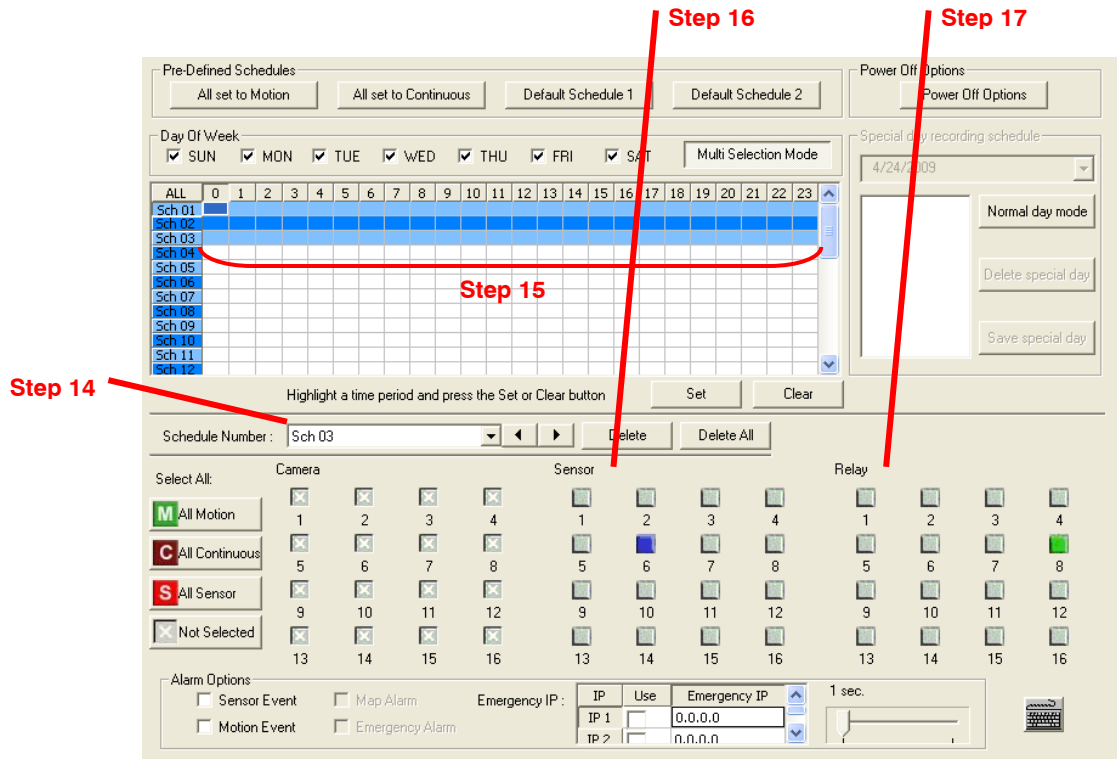 Step 16
Step 17
Pre-Defined Schedules
All set to Motion
All set to Continuous
Default Schedule 1
Default Schedule 2
Power Off Options
Power Off Options
Day Of Week
SUN MON TUE WED THU FRI SAT
Multi Selection Mode
Special day recording schedule
4/24/2009
ALL 0 1 2 3 4 5 6 7 8 9 10 11 12 13 14 15 16 17 18 19 20 21 22 23
Sch 01
Sch 02
Sch 03
Sch 04
Sch 05
Sch 06
Sch 07
Sch 08
Sch 09
Sch 10
Sch 11
Sch 12
Step 15
Normal day mode
Delete special day
Save special day
Step 14
Highlight a time period and press the Set or Clear button
Set
Clear
Schedule Number :
Sch 03
Delete
Delete All
Select All:
M All Motion
C All Continuous
S All Sensor
Not Selected
Camera
1 2 3 4
5 6 7 8
9 10 11 12
13 14 15 16
Sensor
1 2 3 4
5 6 7 8
9 10 11 12
13 14 15 16
Relay
1 2 3 4
5 6 7 8
9 10 11 12
13 14 15 16
Alarm Options
Sensor Event
Map Alarm
Motion Event
Emergency Alarm
Emergency IP :
IP Use Emergency IP
IP 1 0.0.0.0
IP 2 0.0.0.0
1 sec.